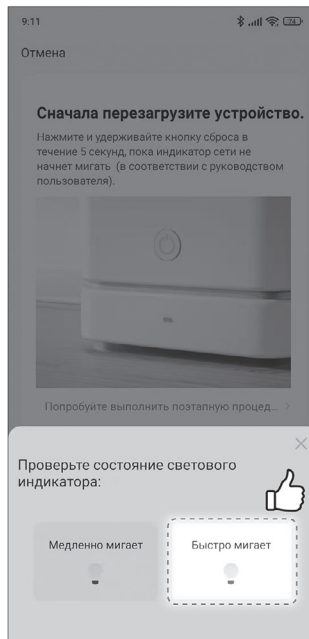 9:11
74
Отмена
Сначала перезагрузите устройство.
Нажмите и удерживайте кнопку сброса в
течение 5 секунд, пока индикатор сети не
начнет мигать (в соответствии с руководством
пользователя).
Попробуйте выполнить поэтапную процед... >
Проверьте состояние светового
индикатора:
Медленно мигает
Быстро мигает